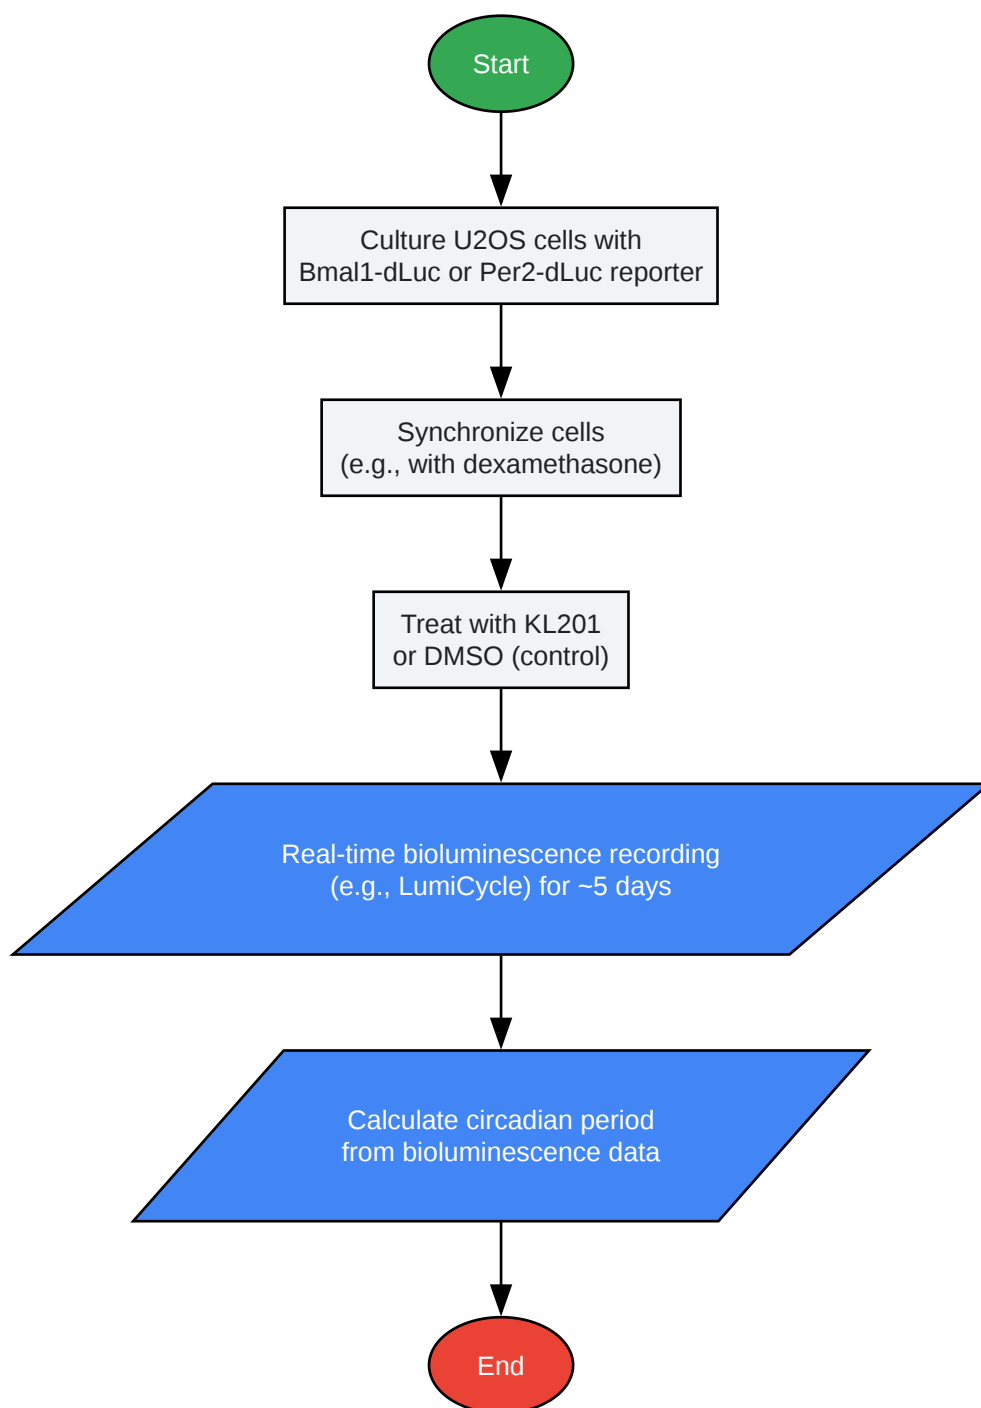 Start
Culture U2OS cells with
Bmal1-dLuc or Per2-dLuc reporter
Synchronize cells
(e.g., with dexamethasone)
Treat with KL201
or DMSO (control)
Real-time bioluminescence recording
(e.g., LumiCycle) for ~5 days
Calculate circadian period
from bioluminescence data
End